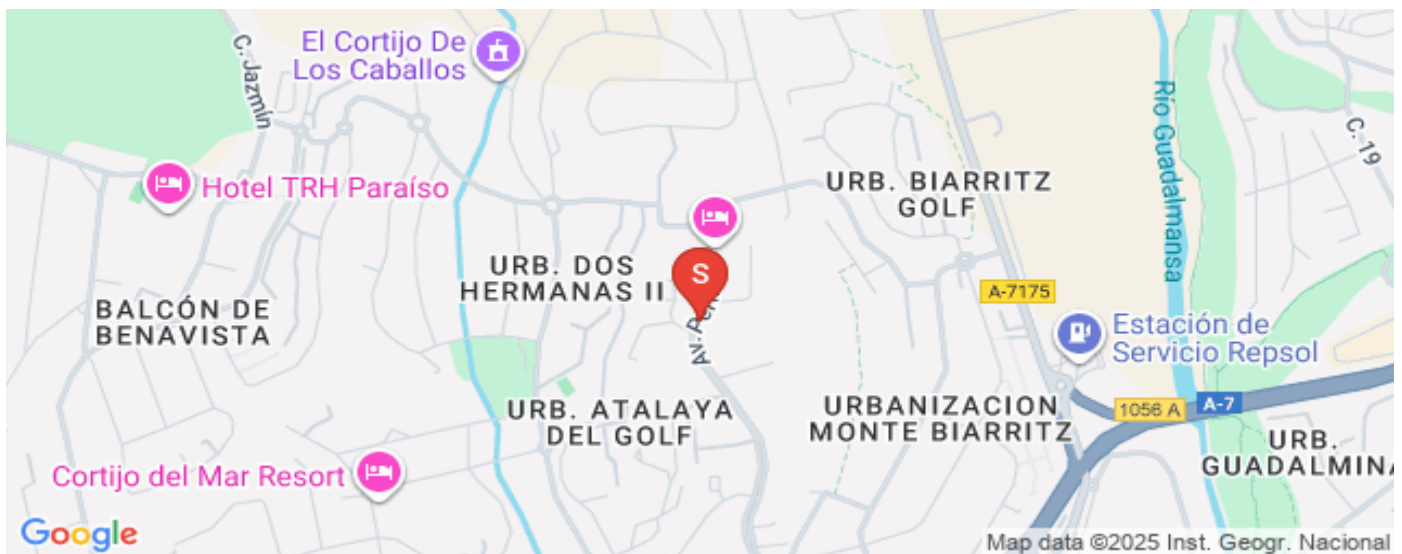 El Cortijo De
Los Caballos
C. Jazmín
Río Guadalmansa
C. 19
Hotel TRH Paraíso
URB. BIARRITZ
GOLF
URB. DOS
HERMANAS II
S
A-7175
BALCÓN DE
BENAVISTA
Av.
Estación de
Servicio Repsol
URB. ATALAYA
DEL GOLF
URBANIZACION
MONTE BIARRITZ
1056 A
A-7
URB.
GUADALMINA
Cortijo del Mar Resort
Google
Map data ©2025 Inst. Geogr. Nacional